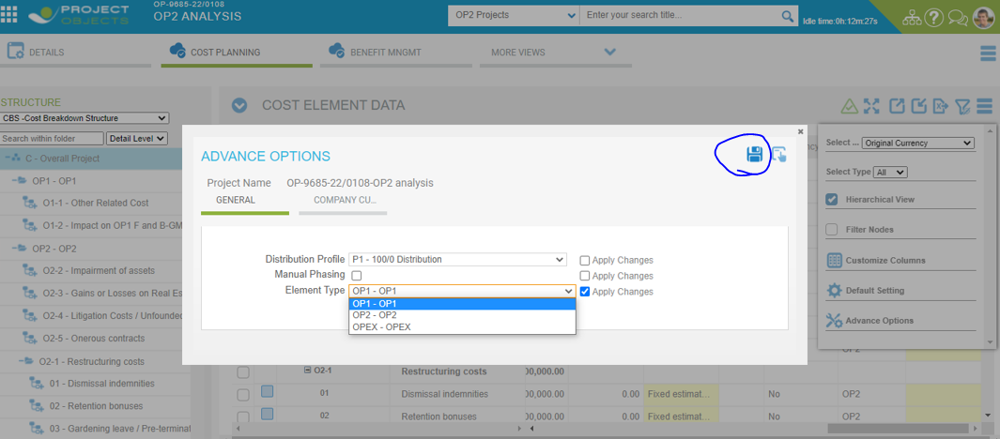 PROJECT
OBJECTS
OP-9685-22/0108
OP2 ANALYSIS
OP2 Projects
Enter your search title...
Idle time:0h:12m:27s
DETAILS
COST PLANNING
BENEFIT MNGMT
MORE VIEWS
STRUCTURE
CBS -Cost Breakdown Structure
Search within folder
Detail Level
C - Overall Project
OP1 - OP1
O1-1 - Other Related Cost
O1-2 - Impact on OP1 F and B-GM
OP2 - OP2
O2-2 - Impairment of assets
O2-3 - Gains or Losses on Real Es
O2-4 - Litigation Costs / Unfounded
O2-5 - Onerous contracts
O2-1 - Restructuring costs
01 - Dismissal indemnities
02 - Retention bonuses
03 - Gardening leave / Pre-terminat
COST ELEMENT DATA
ADVANCE OPTIONS
Project Name OP-9685-22/0108-OP2 analysis
GENERAL
COMPANY CU...
Distribution Profile P1 - 100/0 Distribution Apply Changes
Manual Phasing Apply Changes
Element Type OP1 - OP1 Apply Changes
OP1 - OP1
OP2 - OP2
OPEX - OPEX
Select ... Original Currency
Select Type All
Hierarchical View
Filter Nodes
Customize Columns
Default Setting
Advance Options
OP2
O2-1 Restructuring costs 00,000.00
01 Dismissal indemnities 00,000.00 0.00 Fixed estimat... No OP2
02 Retention bonuses 00,000.00 0.00 Fixed estimat... No OP2